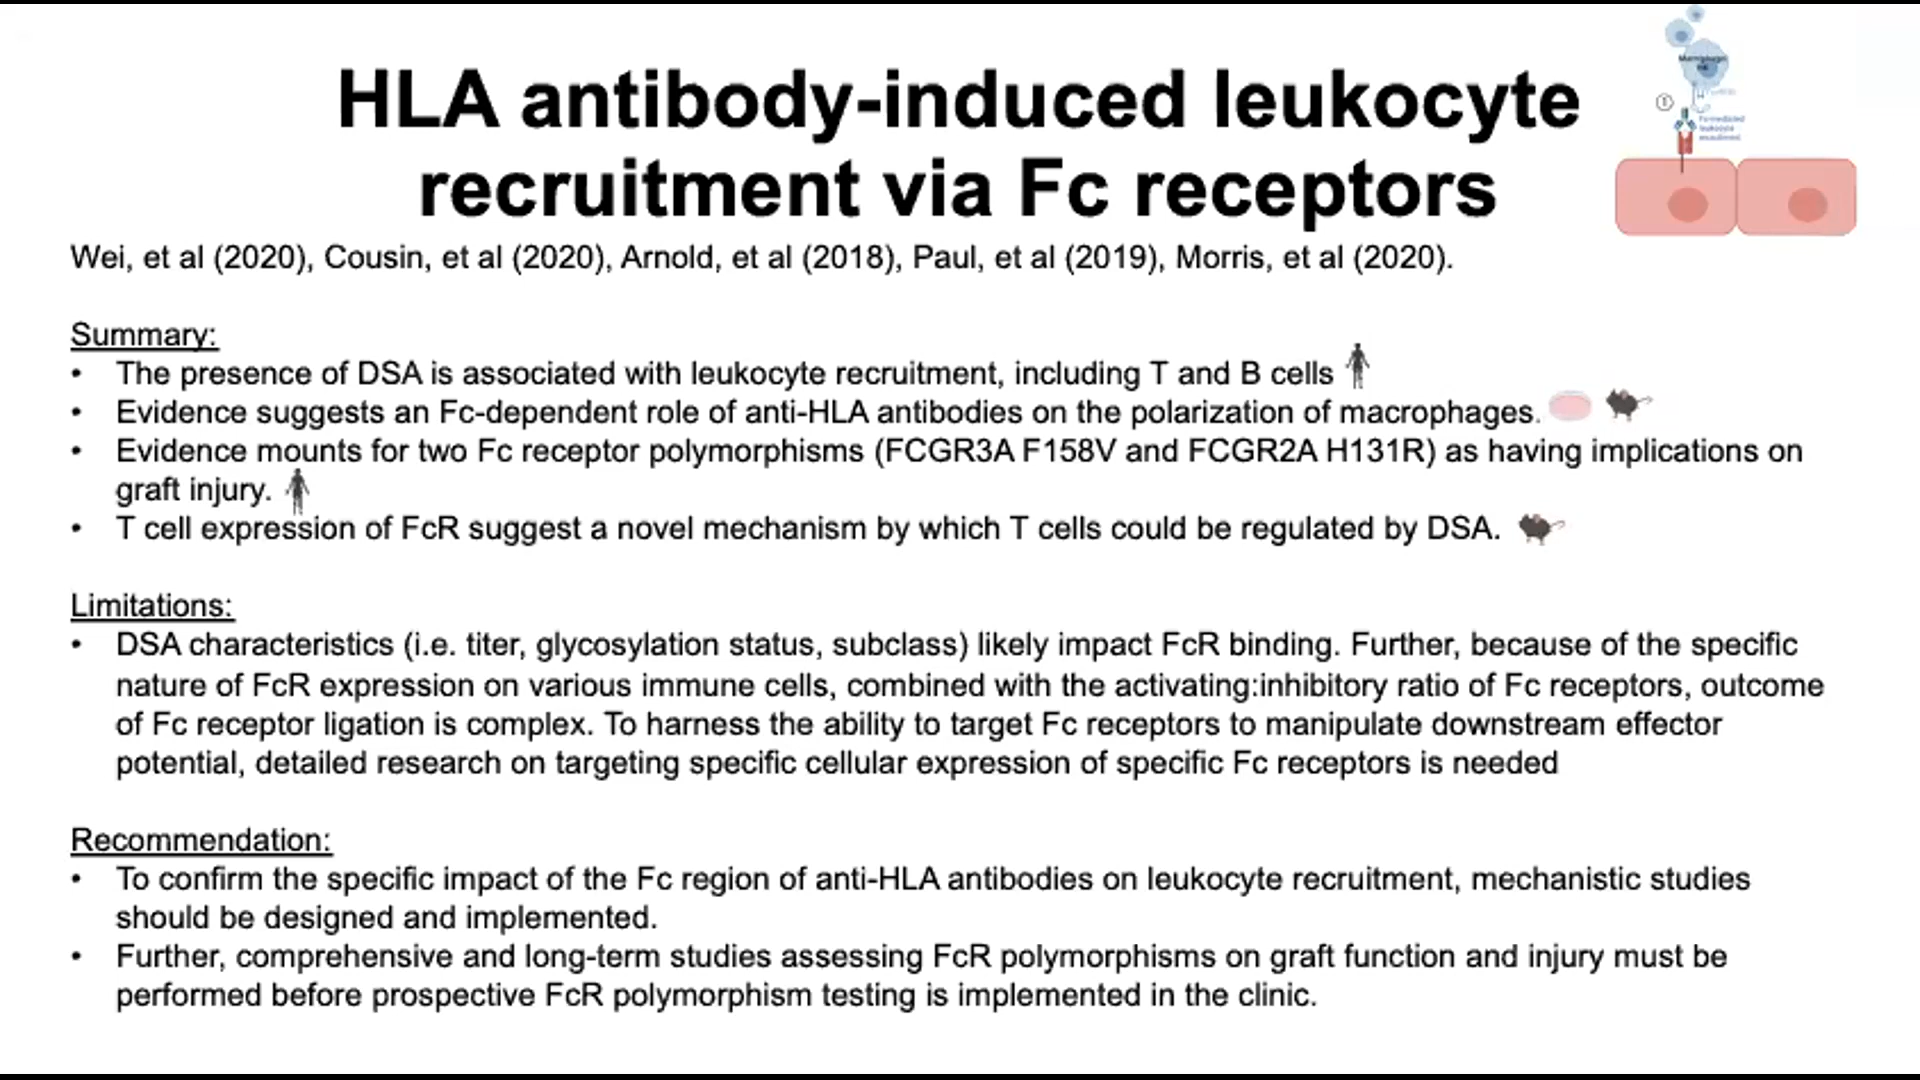 HLA antibody-induced leukocyte
recruitment via Fc receptors
Macrophage
NK
1
Fc-mediated
leukocyte
recruitment
Wei, et al (2020), Cousin, et al (2020), Arnold, et al (2018), Paul, et al (2019), Morris, et al (2020).
Summary:
• The presence of DSA is associated with leukocyte recruitment, including T and B cells
• Evidence suggests an Fc-dependent role of anti-HLA antibodies on the polarization of macrophages.
• Evidence mounts for two Fc receptor polymorphisms (FCGR3A F158V and FCGR2A H131R) as having implications on
graft injury.
• T cell expression of FcR suggest a novel mechanism by which T cells could be regulated by DSA.
Limitations:
• DSA characteristics (i.e. titer, glycosylation status, subclass) likely impact FcR binding. Further, because of the specific
nature of FcR expression on various immune cells, combined with the activating:inhibitory ratio of Fc receptors, outcome
of Fc receptor ligation is complex. To harness the ability to target Fc receptors to manipulate downstream effector
potential, detailed research on targeting specific cellular expression of specific Fc receptors is needed
Recommendation:
• To confirm the specific impact of the Fc region of anti-HLA antibodies on leukocyte recruitment, mechanistic studies
should be designed and implemented.
• Further, comprehensive and long-term studies assessing FcR polymorphisms on graft function and injury must be
performed before prospective FcR polymorphism testing is implemented in the clinic.